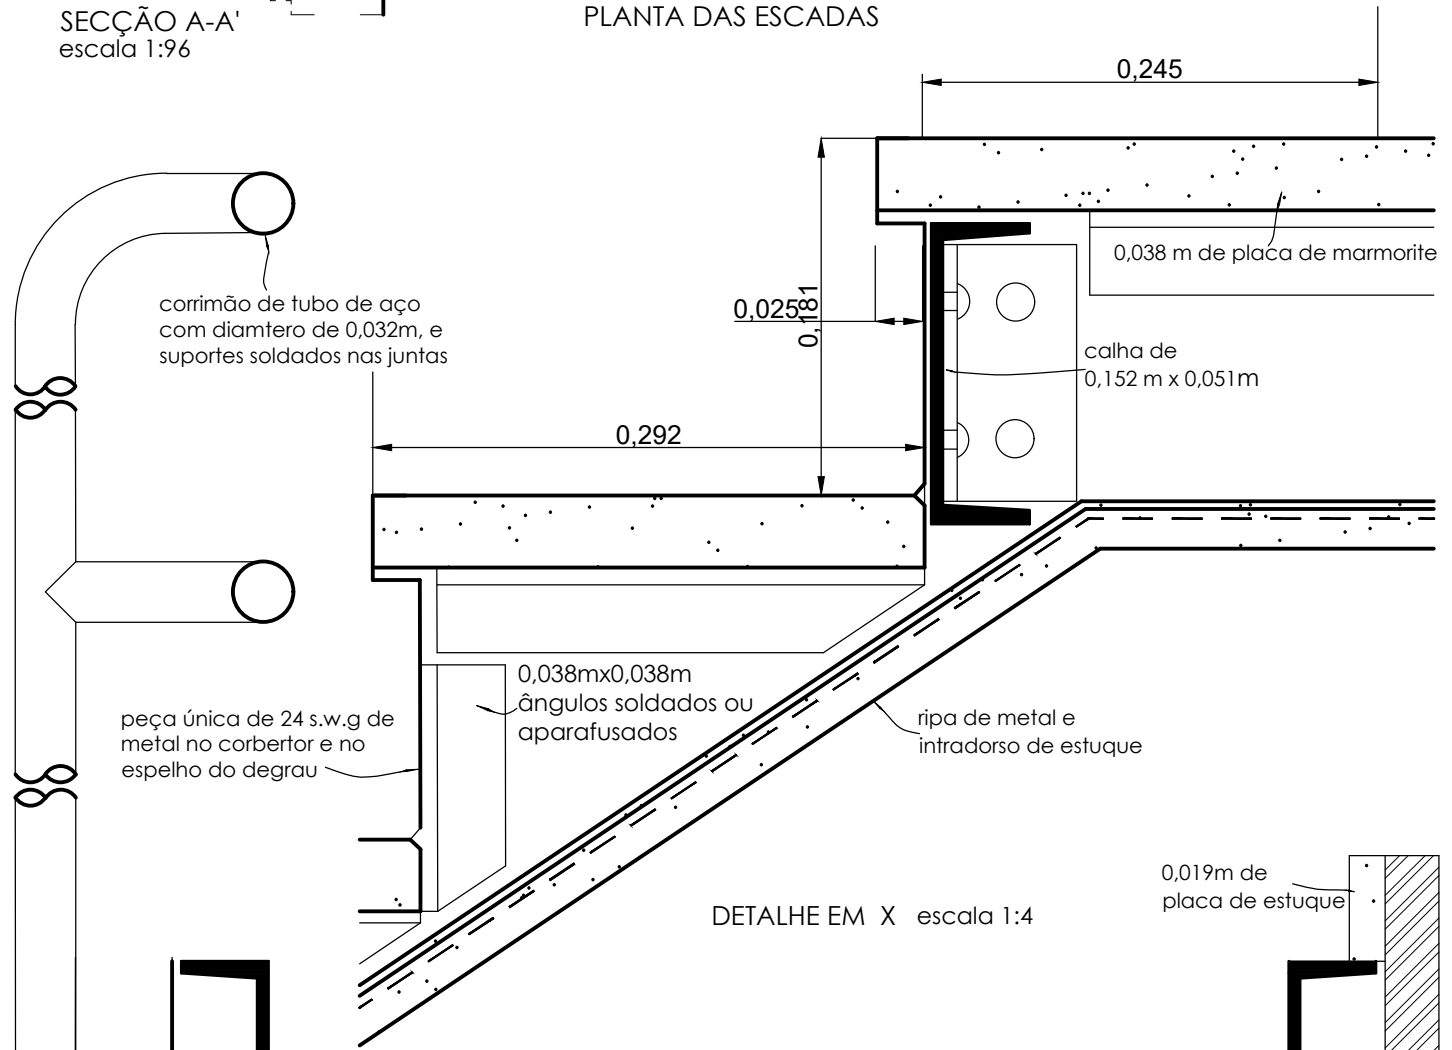 SECÇÃO A-A'
escala 1:96
PLANTA DAS ESCADAS
0,245
0,038 m de placa de marmorite
corrimão de tubo de aço
com diamtero de 0,032m, e
suportes soldados nas juntas
0,025
0,181
calha de
0,152 m x 0,051m
0,292
0,038mx0,038m
ângulos soldados ou
aparafusados
peça única de 24 s.w.g de
metal no corbertor e no
espelho do degrau
ripa de metal e
intradorso de estuque
0,019m de
placa de estuque
DETALHE EM X escala 1:4